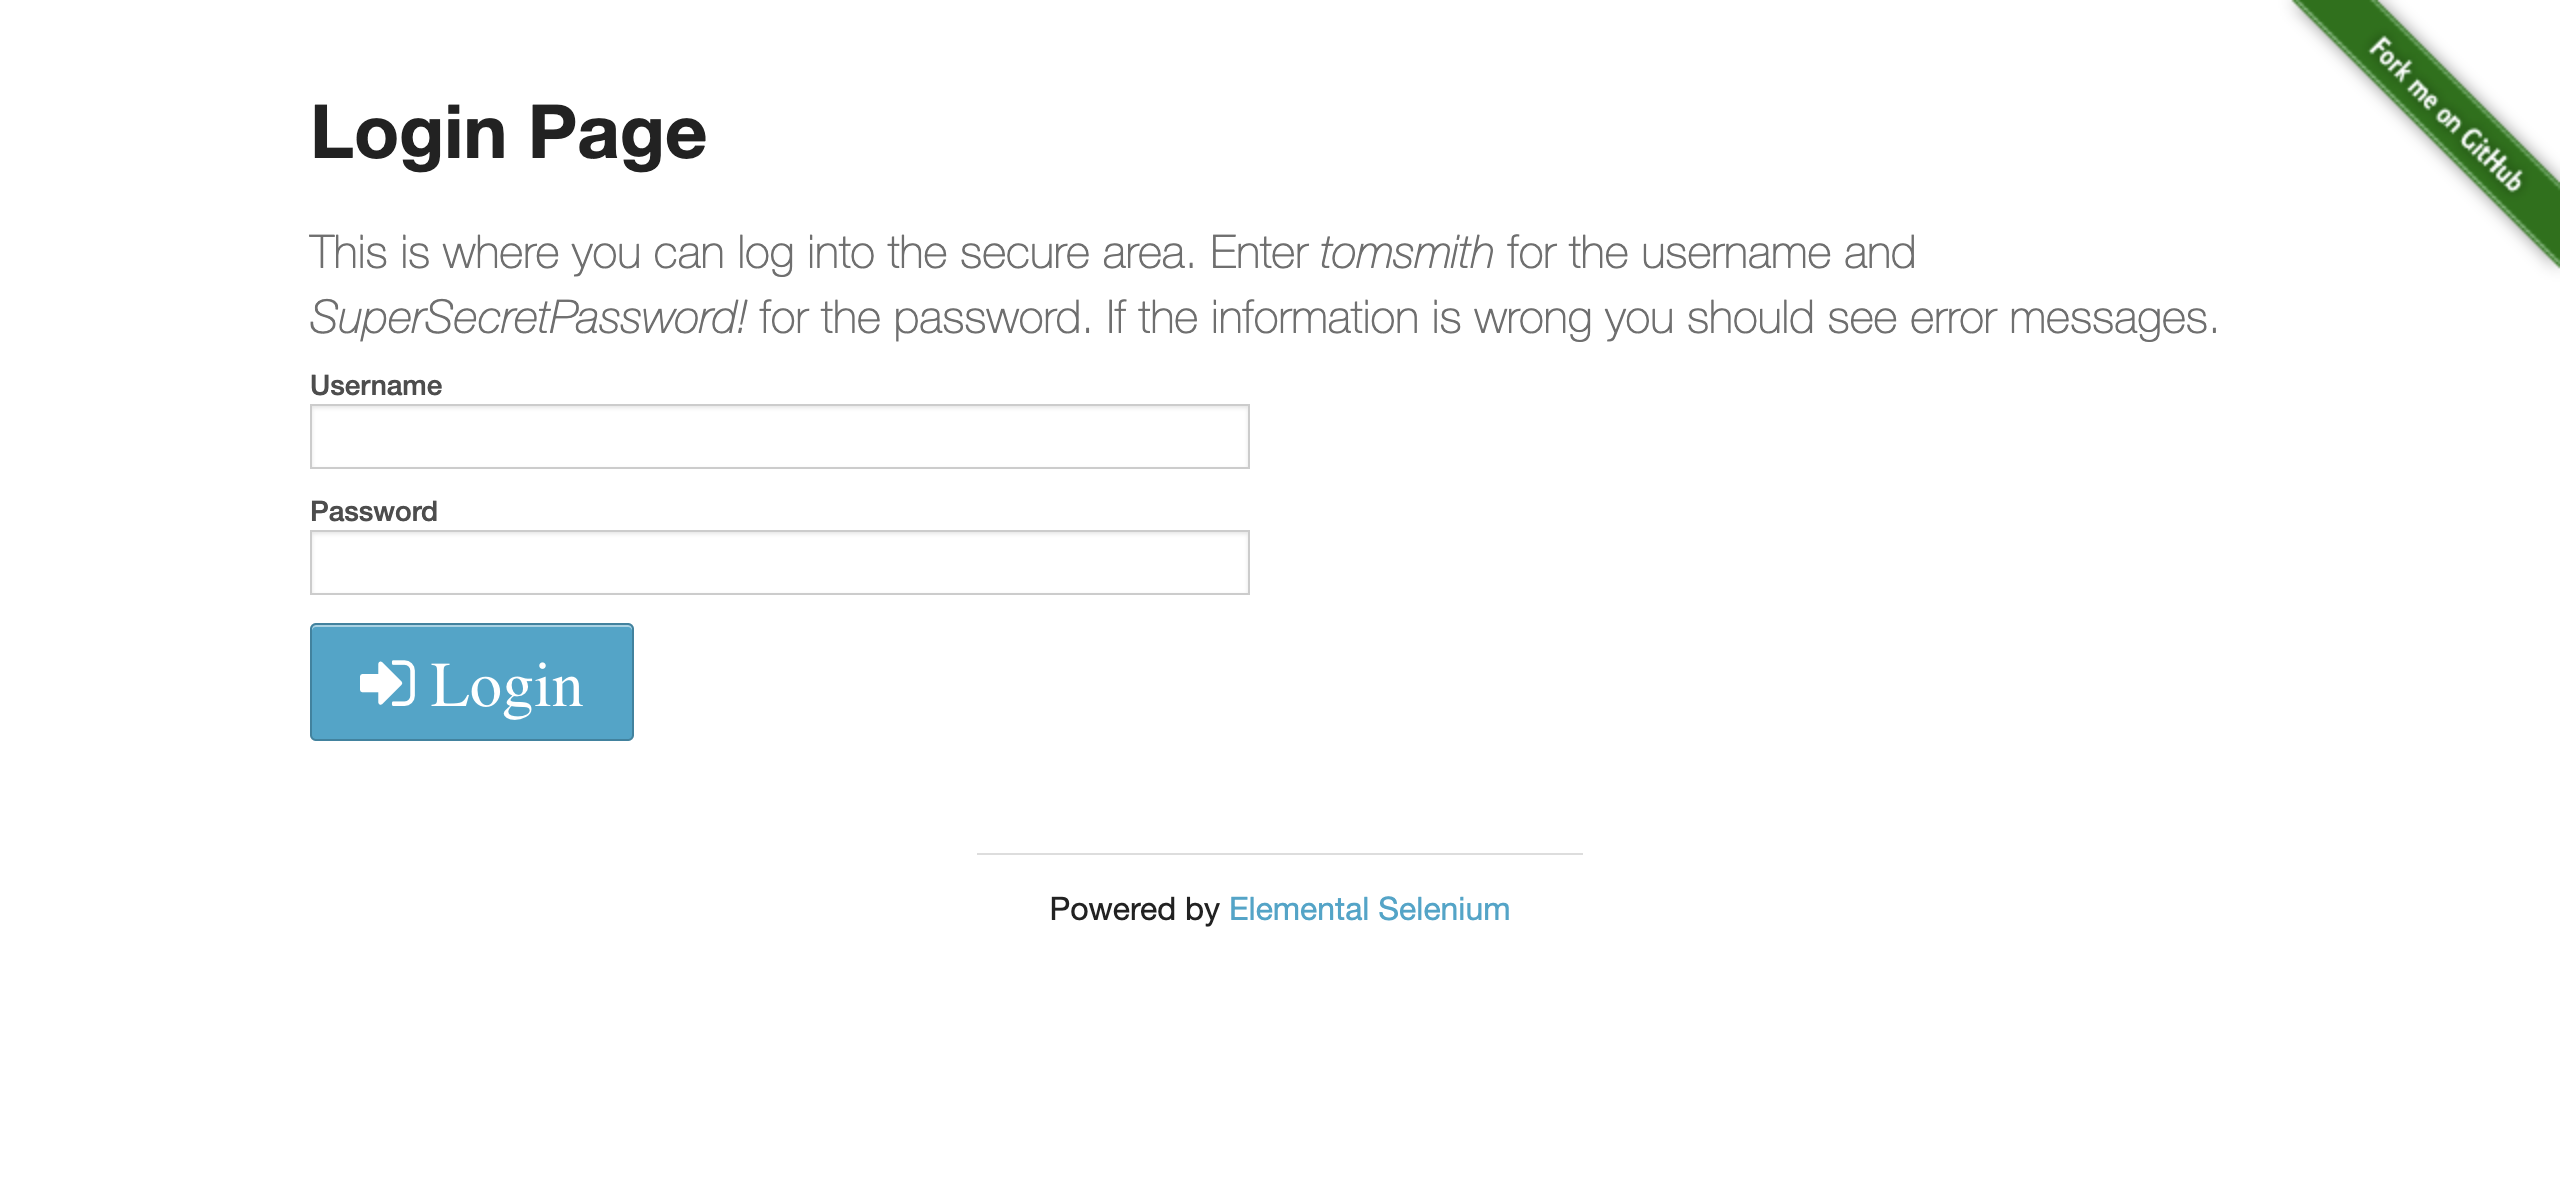 Fork me on GitHub
Login Page
This is where you can log into the secure area. Enter tomsmith for the username and
SuperSecretPassword! for the password. If the information is wrong you should see error messages.
Username
Password
Login
Powered by Elemental Selenium